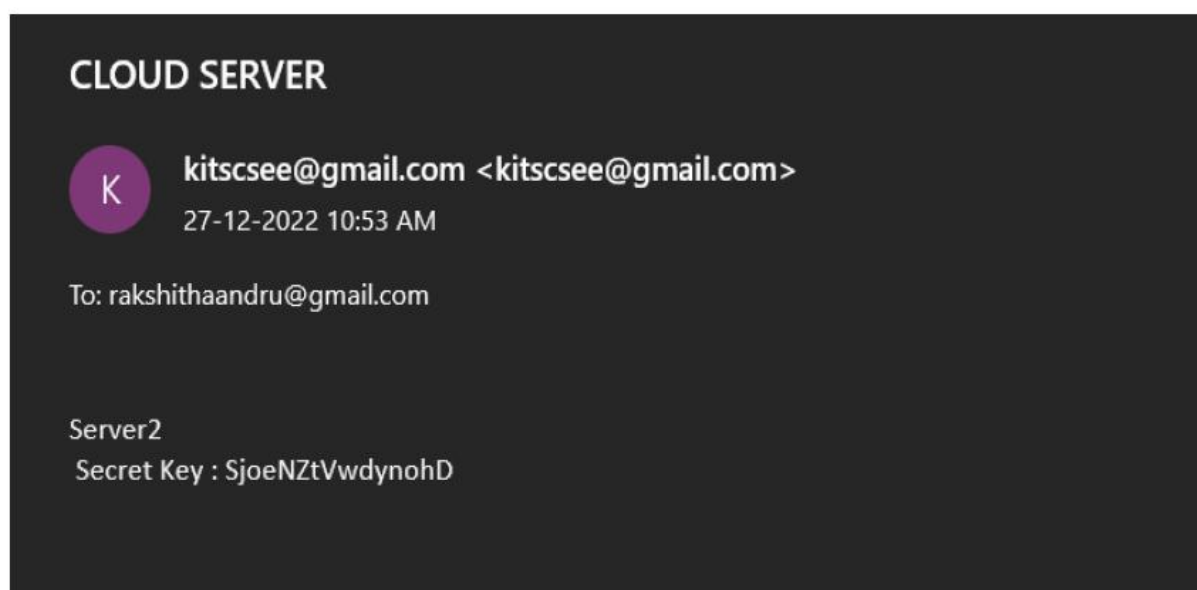 CLOUD SERVER
K
kitscsee@gmail.com <kitscsee@gmail.com>
27-12-2022 10:53 AM
To: rakshithaandru@gmail.com
Server2
Secret Key : SjoeNZtVwdynohD